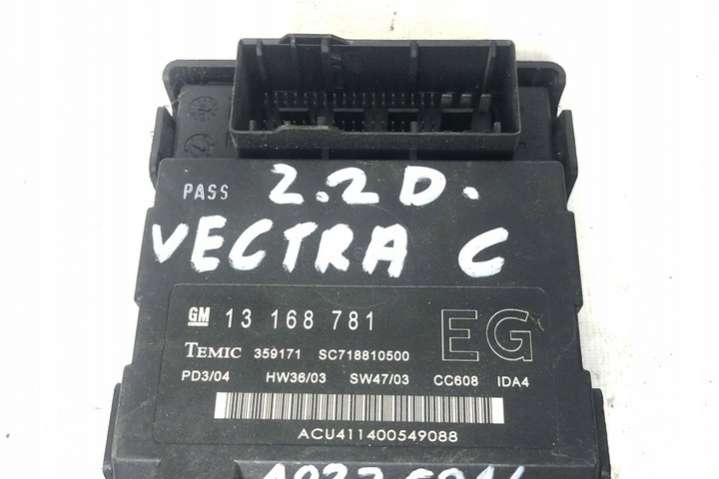 PASS 2.2 D.
VECTRA C
GM 13 168 781 EG
TEMIC 359171 SC718810500
PD3/04 HW36/03 SW47/03 CC608 IDA4
ACU411400549088